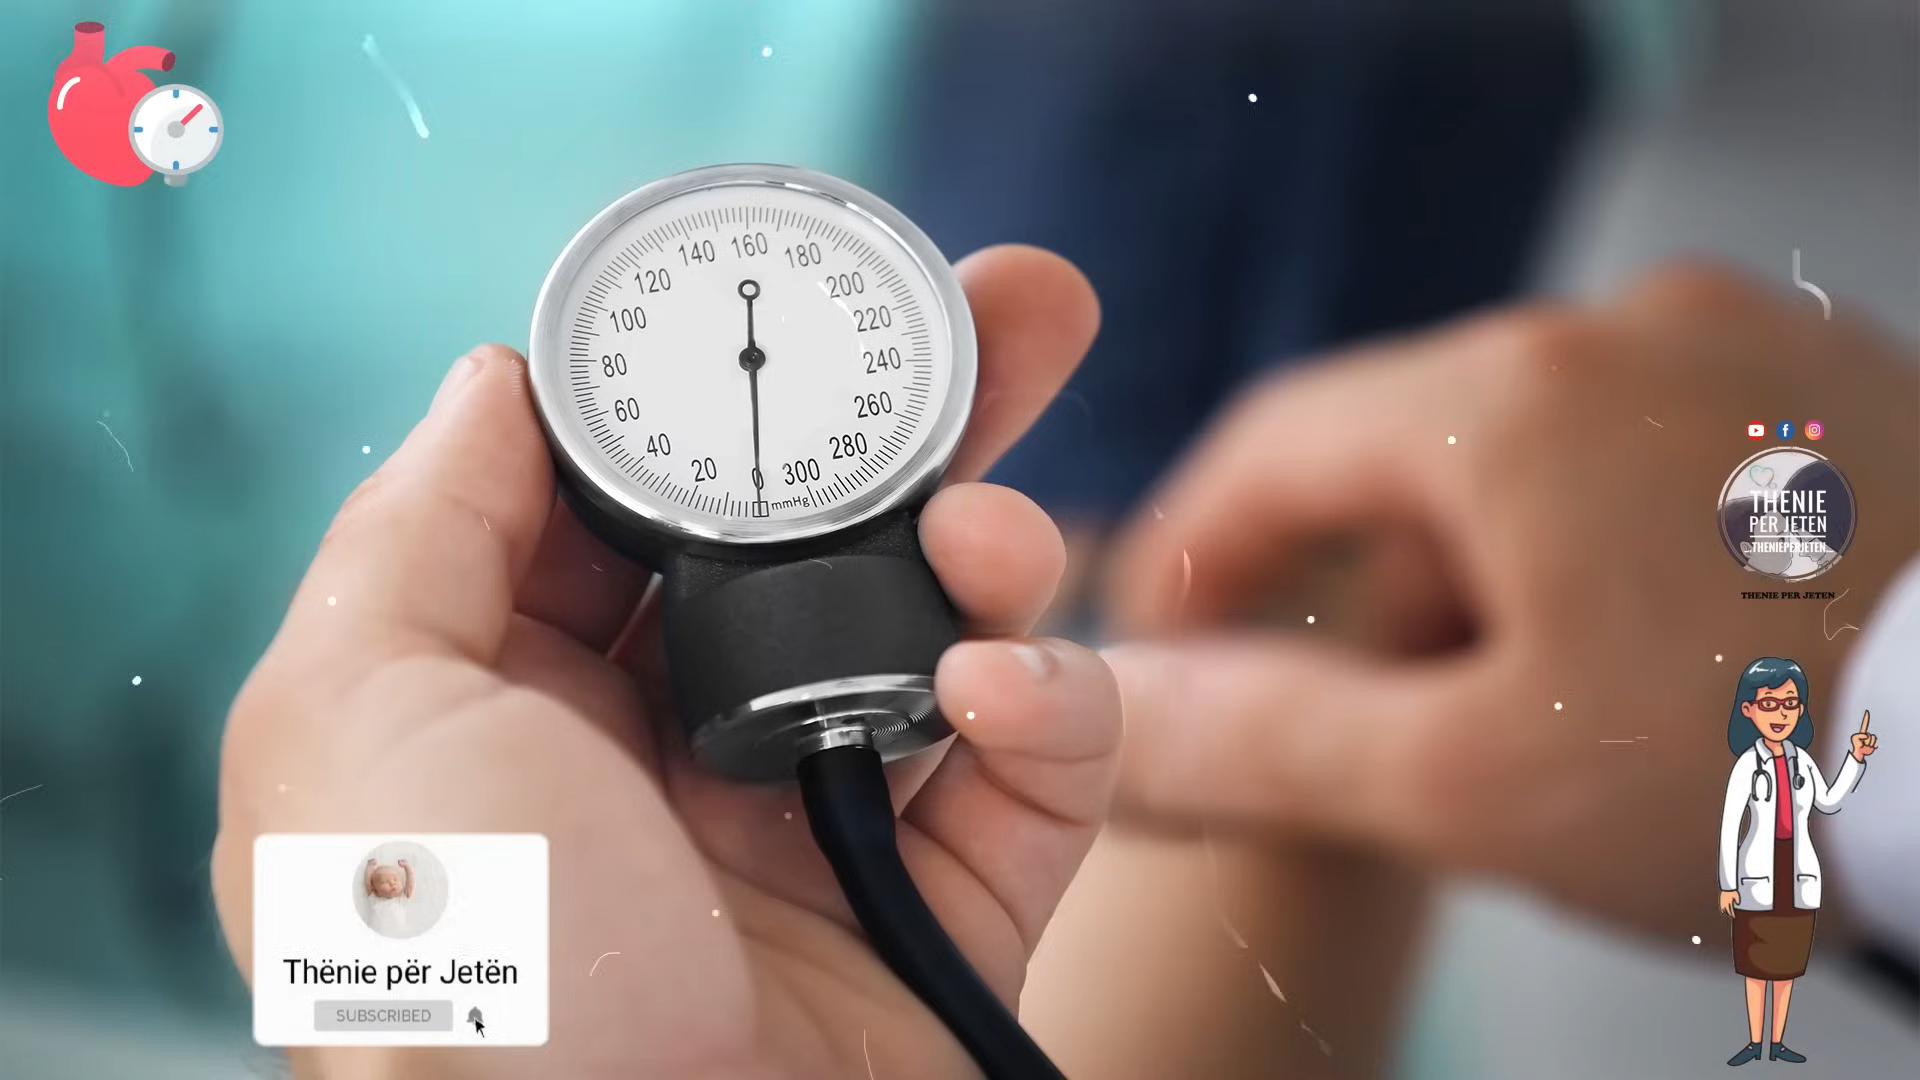 160
140
180
120
200
100
220
80
240
60
260
40
280
20
0
300
mmHg
THENIE
PER JETEN
@THENIEPERJETEN
THENIE PER JETEN
Thënie për Jetën
SUBSCRIBED